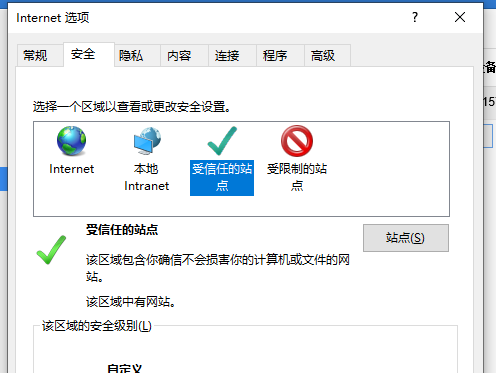 Internet 选项
常规
安全
隐私
内容
连接
程序
高级
选择一个区域以查看或更改安全设置。
Internet
本地
Intranet
受信任的站
点
受限制的站
点
受信任的站点
站点(S)
该区域包含你确信不会损害你的计算机或文件的网
站。
该区域中有网站。
该区域的安全级别(L)
自定义